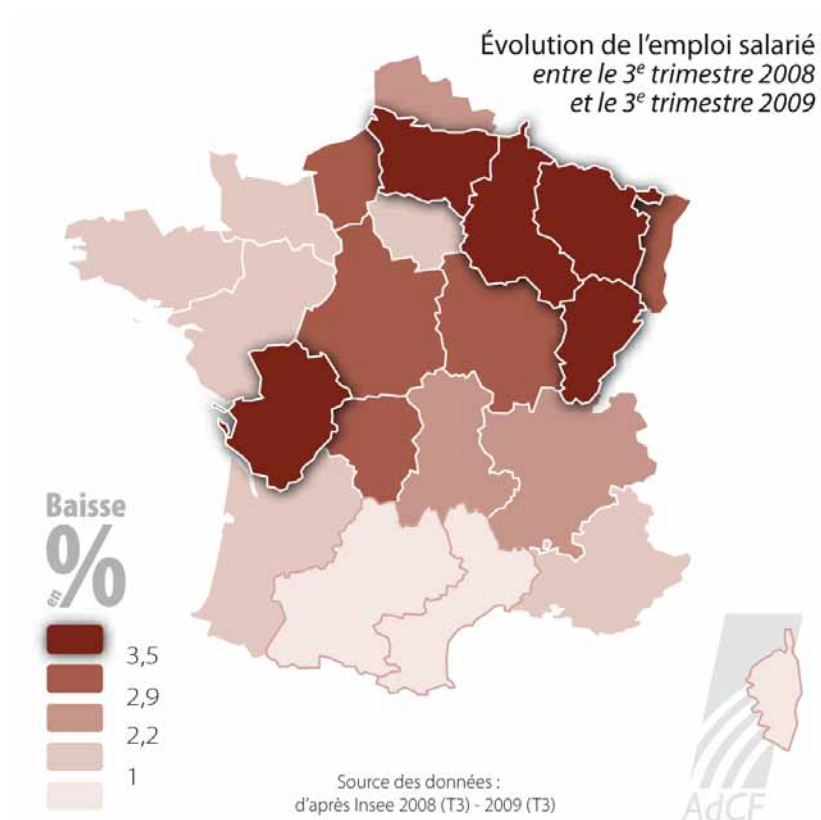 Évolution de l’emploi salarié
entre le 3e trimestre 2008
et le 3e trimestre 2009
Baisse
en %
3,5
2,9
2,2
1
Source des données :
d’après Insee 2008 (T3) - 2009 (T3)
AdCF